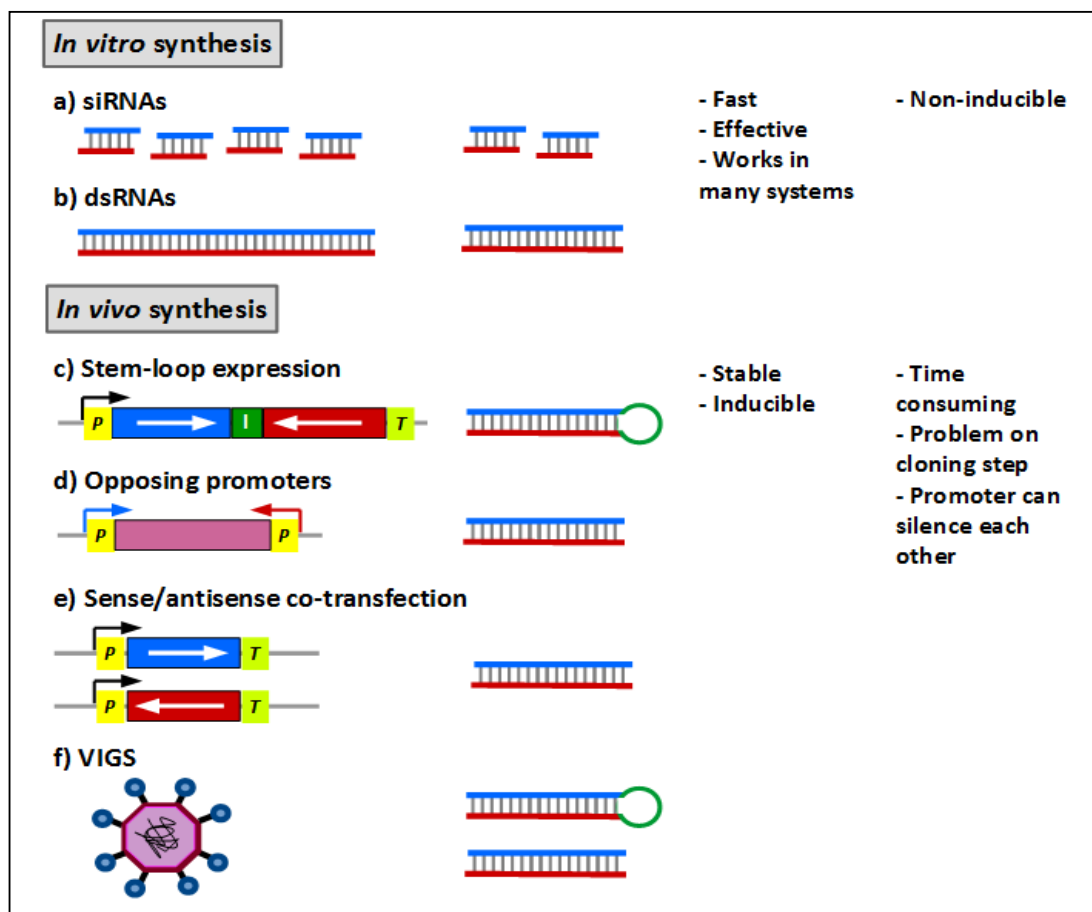 In vitro synthesis
a) siRNAs
- Fast
- Effective
- Works in
many systems
- Non-inducible
b) dsRNAs
In vivo synthesis
c) Stem-loop expression
P I T
- Stable
- Inducible
- Time
consuming
- Problem on
cloning step
- Promoter can
silence each
other
d) Opposing promoters
P P
e) Sense/antisense co-transfection
P T
P T
f) VIGS